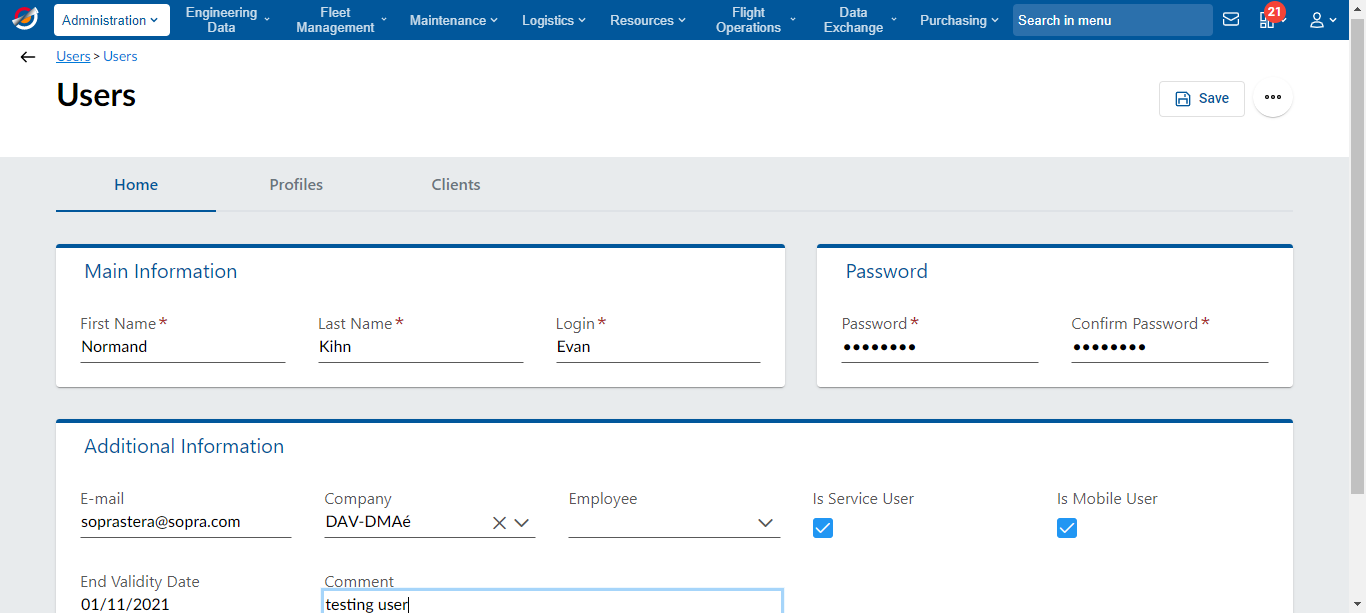 Administration
Engineering Data
Fleet Management
Maintenance
Logistics
Resources
Flight Operations
Data Exchange
Purchasing
Search in menu
21
Users > Users
Users
Save
Home
Profiles
Clients
Main Information
First Name*
Last Name*
Login*
Normand
Kihn
Evan
Password
Password*
Confirm Password*
••••••••
••••••••
Additional Information
E-mail
Company
Employee
Is Service User
Is Mobile User
soprastera@sopra.com
DAV-DMAé
End Validity Date
Comment
01/11/2021
testing user